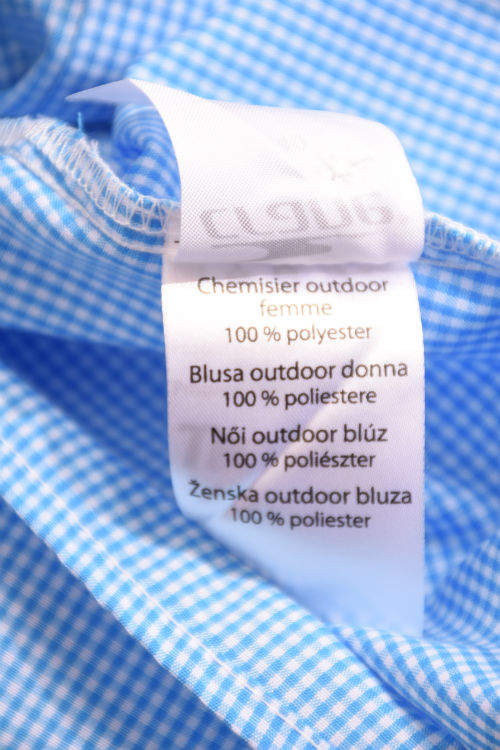 Chemisier outdoor
femme
100 % polyester
Blusa outdoor donna
100 % poliestere
Női outdoor blúz
100 % poliészter
Ženska outdoor bluza
100 % poliester